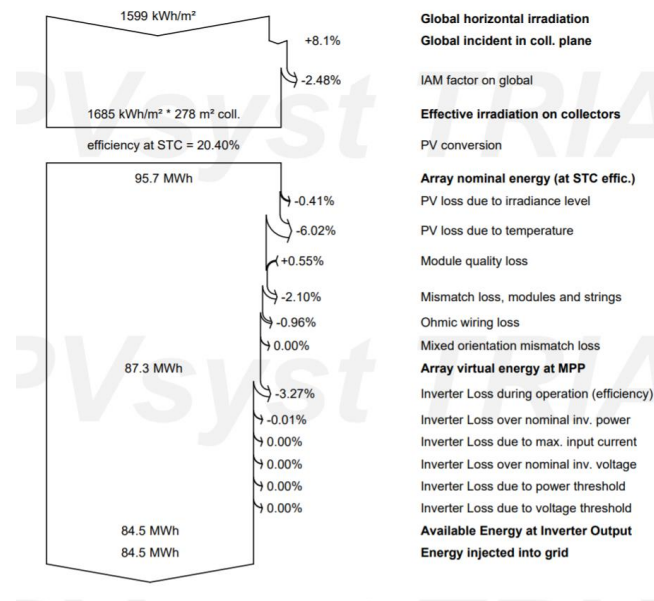 1599 kWh/m² Global horizontal irradiation
+8.1% Global incident in coll. plane
-2.48% IAM factor on global
1685 kWh/m² * 278 m² coll. Effective irradiation on collectors
efficiency at STC = 20.40% PV conversion
95.7 MWh Array nominal energy (at STC effic.)
-0.41% PV loss due to irradiance level
-6.02% PV loss due to temperature
+0.55% Module quality loss
-2.10% Mismatch loss, modules and strings
-0.96% Ohmic wiring loss
0.00% Mixed orientation mismatch loss
87.3 MWh Array virtual energy at MPP
-3.27% Inverter Loss during operation (efficiency)
-0.01% Inverter Loss over nominal inv. power
0.00% Inverter Loss due to max. input current
0.00% Inverter Loss over nominal inv. voltage
0.00% Inverter Loss due to power threshold
0.00% Inverter Loss due to voltage threshold
84.5 MWh Available Energy at Inverter Output
84.5 MWh Energy injected into grid
PVsyst TRIA
PVsyst TRIA